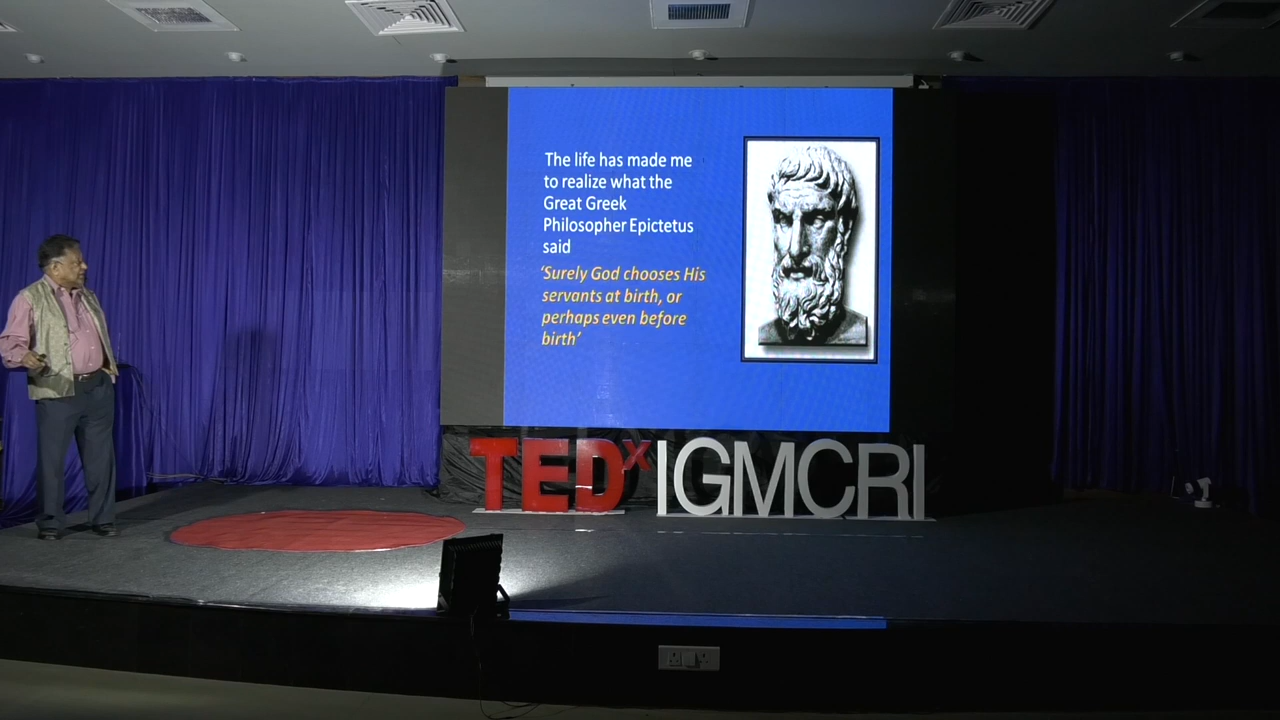 The life has made me
to realize what the
Great Greek
Philosopher Epictetus
said
‘Surely God chooses His
servants at birth, or
perhaps even before
birth’
TEDx IGMCRI